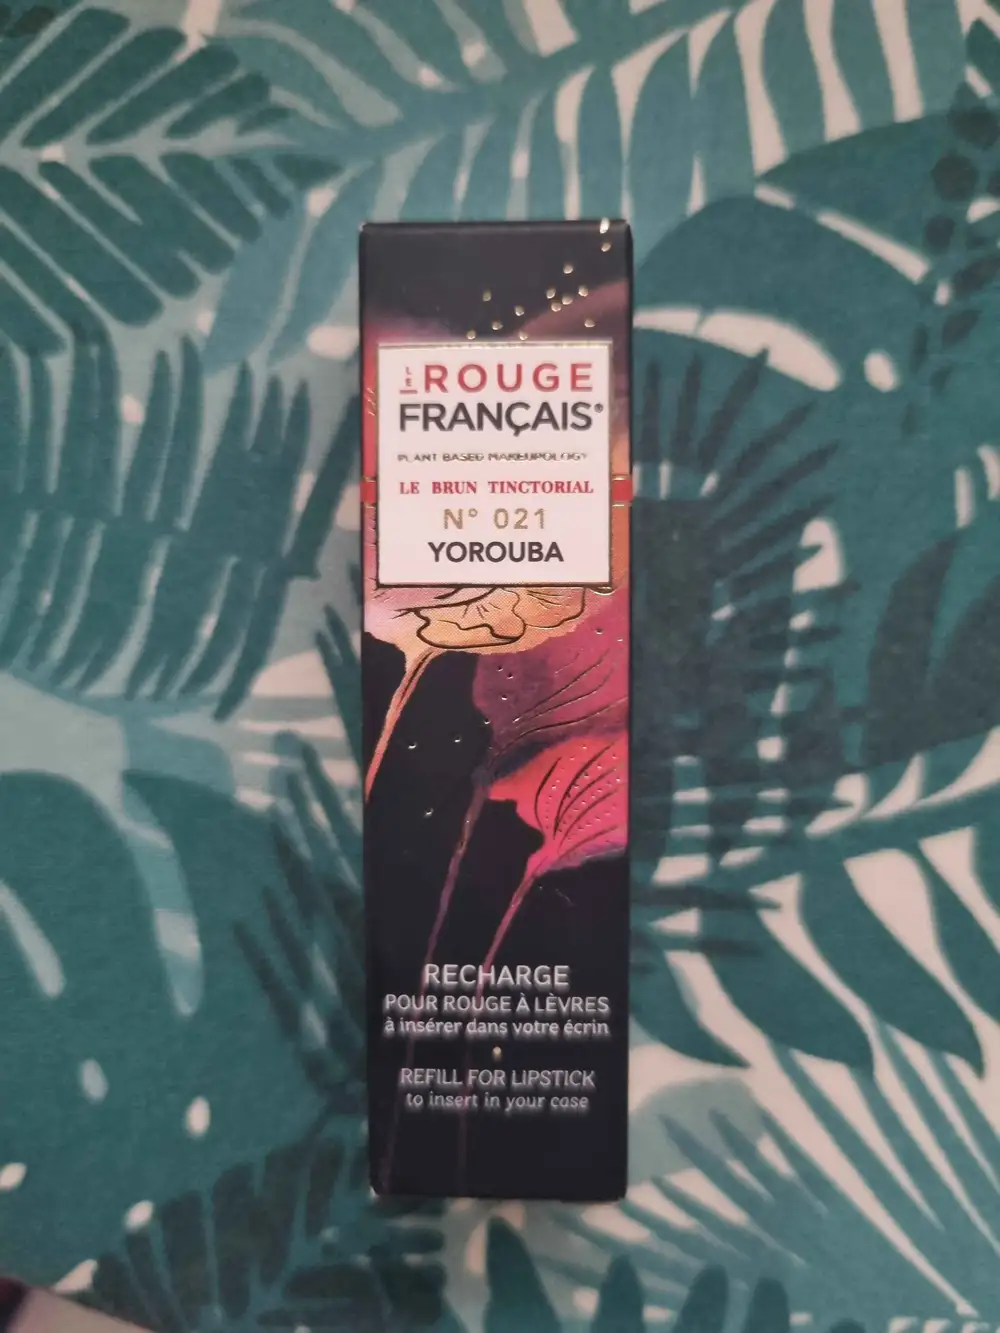 LE ROUGE
FRANÇAIS®
PLANT BASED MAKEUPOLOGY
LE BRUN TINCTORIAL
N° 021
YOROUBA
RECHARGE
POUR ROUGE À LÈVRES
à insérer dans votre écrin
REFILL FOR LIPSTICK
to insert in your case